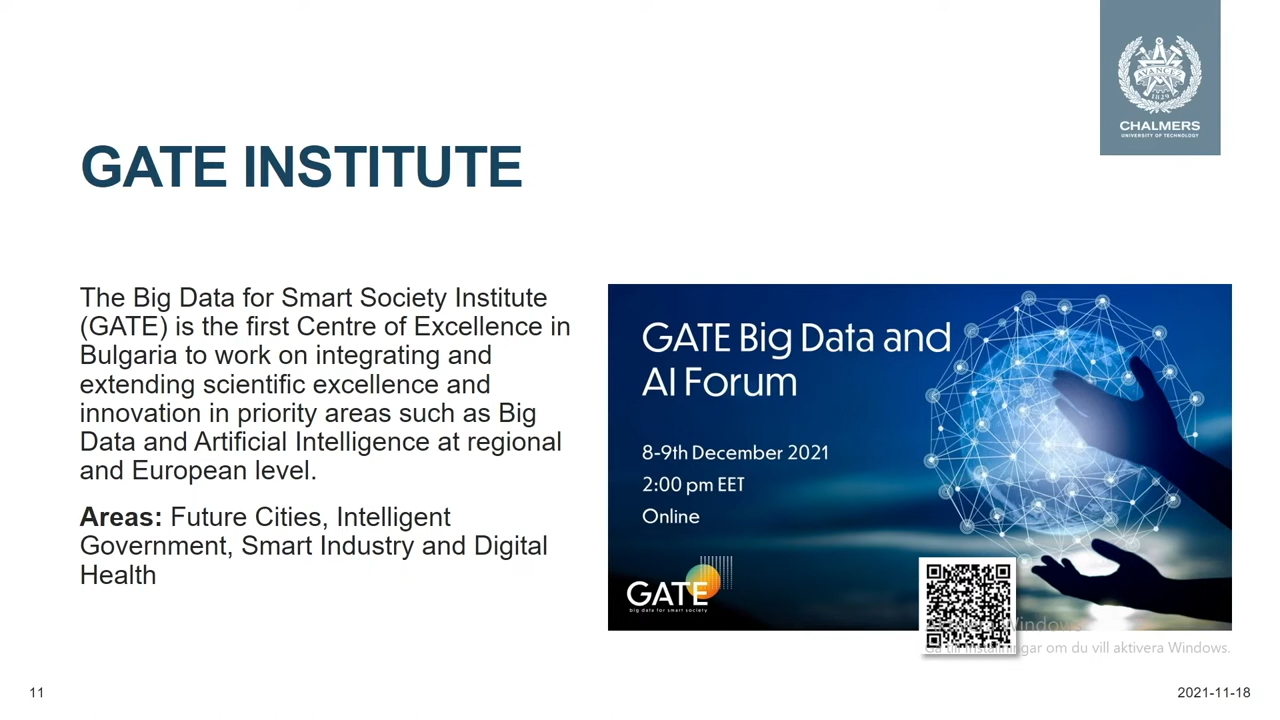 AVANCEZ
1829
CHALMERS
UNIVERSITY OF TECHNOLOGY
GATE INSTITUTE
The Big Data for Smart Society Institute
(GATE) is the first Centre of Excellence in
Bulgaria to work on integrating and
extending scientific excellence and
innovation in priority areas such as Big
Data and Artificial Intelligence at regional
and European level.
Areas: Future Cities, Intelligent
Government, Smart Industry and Digital
Health
GATE Big Data and
AI Forum
8-9th December 2021
2:00 pm EET
Online
GATE
big data for smart society
Windows
om du vill aktivera Windows.
11
2021-11-18